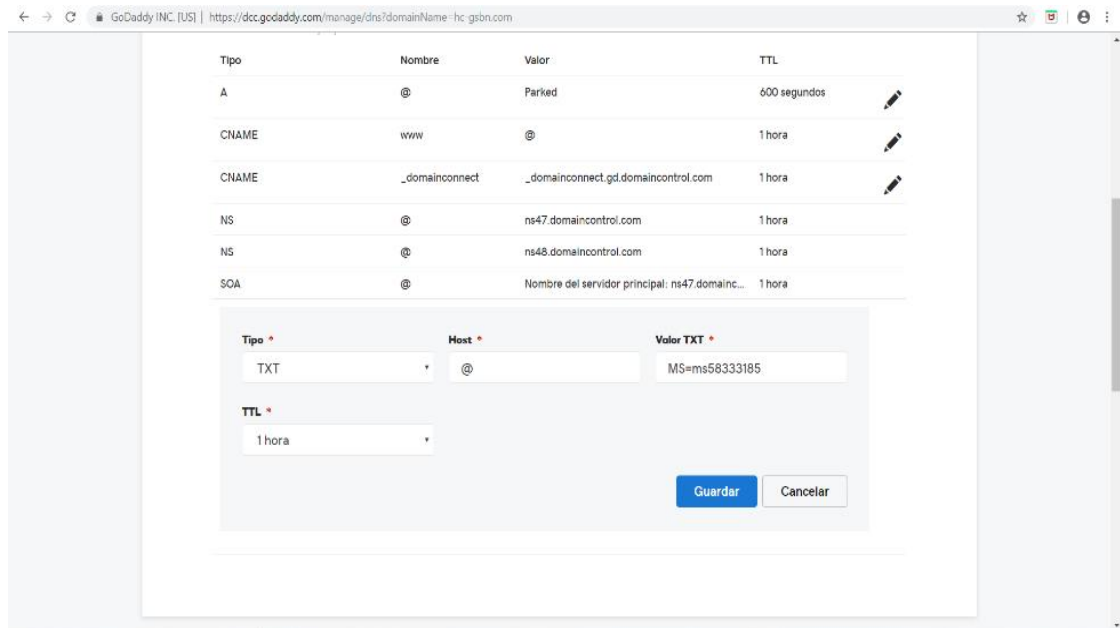 GoDaddy INC. [US] | https://dcc.godaddy.com/manage/dns?domainName=hc-gsbn.com
Tipo Nombre Valor TTL
A @ Parked 600 segundos
CNAME www @ 1 hora
CNAME _domainconnect _domainconnect.gd.domaincontrol.com 1 hora
NS @ ns47.domaincontrol.com 1 hora
NS @ ns48.domaincontrol.com 1 hora
SOA @ Nombre del servidor principal: ns47.domainc... 1 hora
Tipo * Host * Valor TXT *
TXT @ MS=ms58333185
TTL *
1 hora
Guardar Cancelar